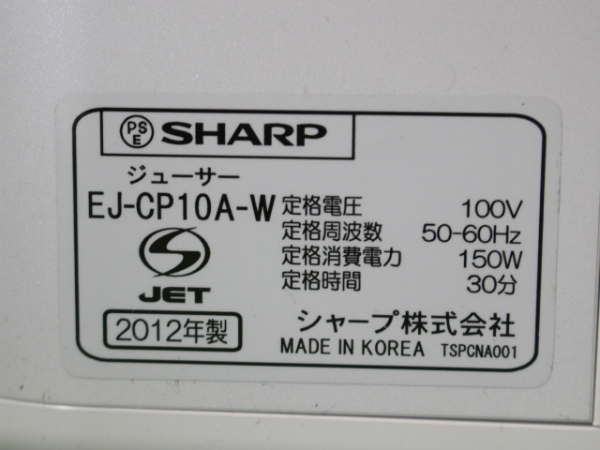 PSE SHARP
ジューサー
EJ-CP10A-W
定格電圧 100V
定格周波数 50-60Hz
定格消費電力 150W
定格時間 30分
S JET
2012年製
シャープ株式会社
MADE IN KOREA TSPCNA001